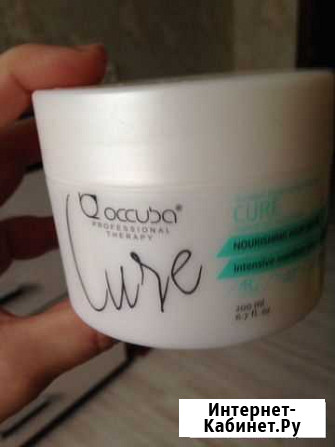 occuba®
PROFESSIONAL
THERAPY
Cure
CURE
NOURISHING
Intensive
200 ml
6.7 fl. oz
Интернет-
Кабинет.Ру